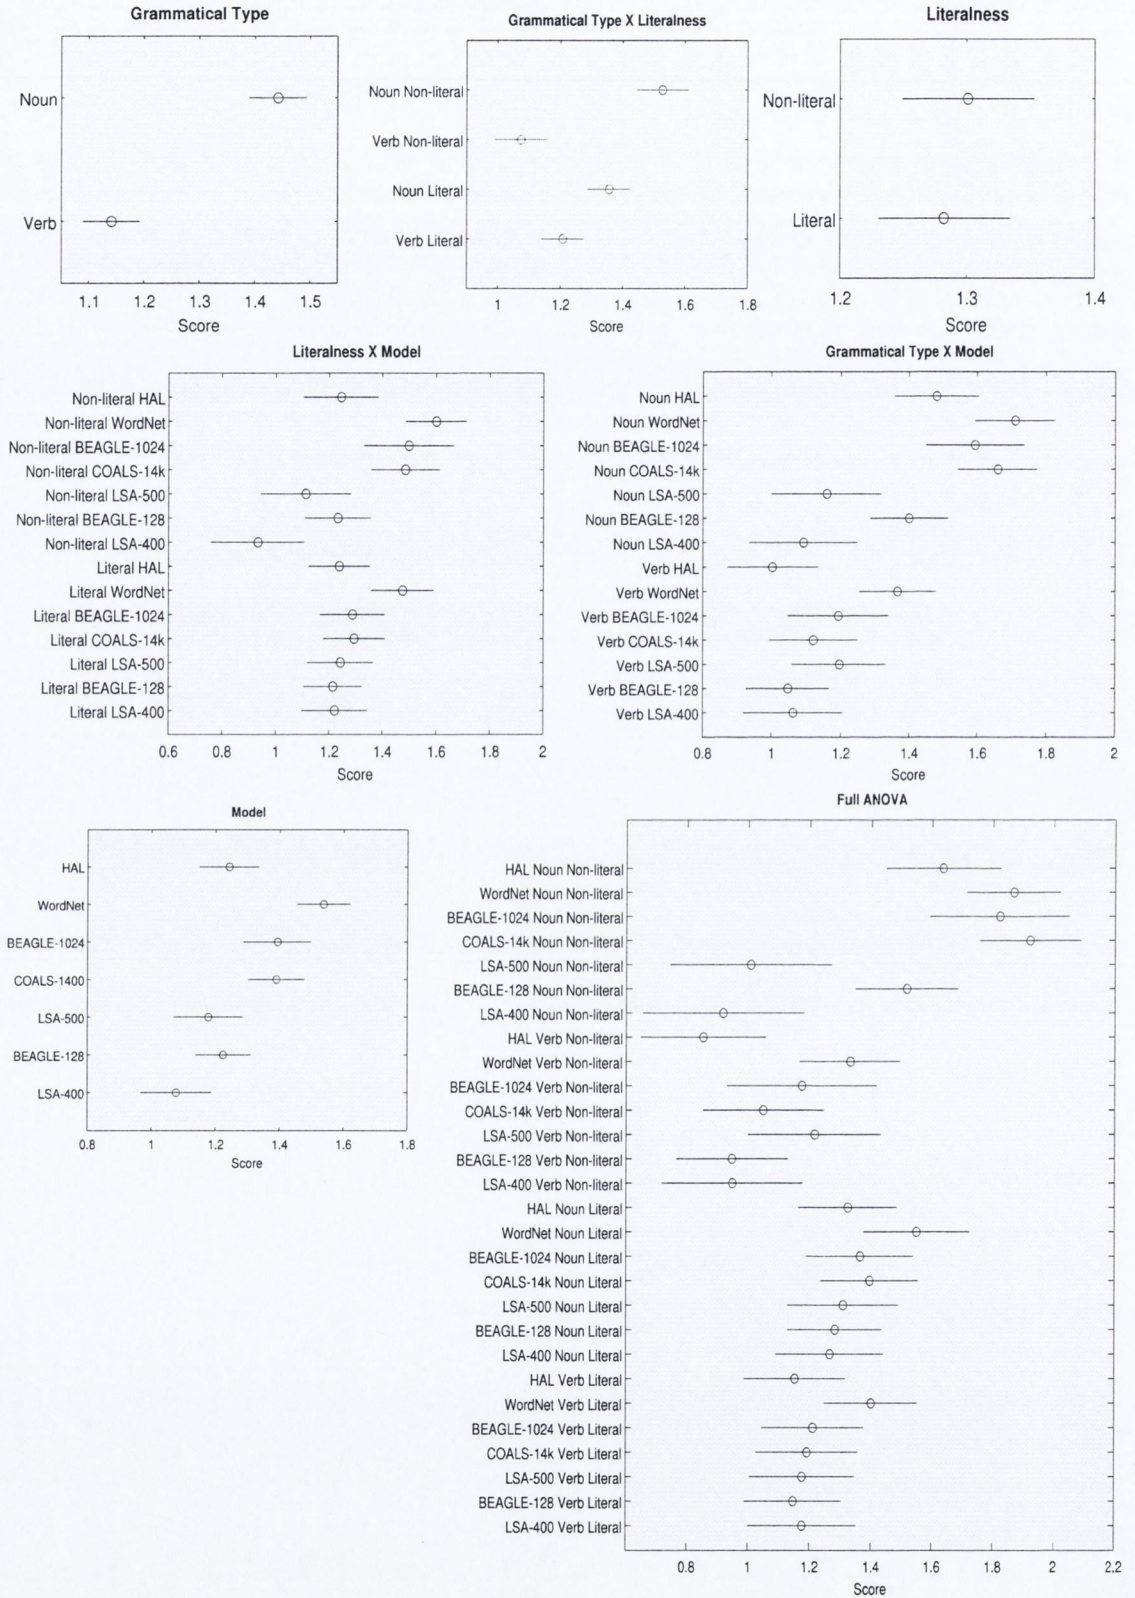 Grammatical Type
Noun
Verb
1.1 1.2 1.3 1.4 1.5
Score
Grammatical Type X Literalness
Noun Non-literal
Verb Non-literal
Noun Literal
Verb Literal
1 1.2 1.4 1.6 1.8
Score
Literalness
Non-literal
Literal
1.2 1.3 1.4
Score
Literalness X Model
Non-literal HAL
Non-literal WordNet
Non-literal BEAGLE-1024
Non-literal COALS-14k
Non-literal LSA-500
Non-literal BEAGLE-128
Non-literal LSA-400
Literal HAL
Literal WordNet
Literal BEAGLE-1024
Literal COALS-14k
Literal LSA-500
Literal BEAGLE-128
Literal LSA-400
0.6 0.8 1 1.2 1.4 1.6 1.8 2
Score
Grammatical Type X Model
Noun HAL
Noun WordNet
Noun BEAGLE-1024
Noun COALS-14k
Noun LSA-500
Noun BEAGLE-128
Noun LSA-400
Verb HAL
Verb WordNet
Verb BEAGLE-1024
Verb COALS-14k
Verb LSA-500
Verb BEAGLE-128
Verb LSA-400
0.8 1 1.2 1.4 1.6 1.8 2
Score
Model
HAL
WordNet
BEAGLE-1024
COALS-1400
LSA-500
BEAGLE-128
LSA-400
0.8 1 1.2 1.4 1.6 1.8
Score
Full ANOVA
HAL Noun Non-literal
WordNet Noun Non-literal
BEAGLE-1024 Noun Non-literal
COALS-14k Noun Non-literal
LSA-500 Noun Non-literal
BEAGLE-128 Noun Non-literal
LSA-400 Noun Non-literal
HAL Verb Non-literal
WordNet Verb Non-literal
BEAGLE-1024 Verb Non-literal
COALS-14k Verb Non-literal
LSA-500 Verb Non-literal
BEAGLE-128 Verb Non-literal
LSA-400 Verb Non-literal
HAL Noun Literal
WordNet Noun Literal
BEAGLE-1024 Noun Literal
COALS-14k Noun Literal
LSA-500 Noun Literal
BEAGLE-128 Noun Literal
LSA-400 Noun Literal
HAL Verb Literal
WordNet Verb Literal
BEAGLE-1024 Verb Literal
COALS-14k Verb Literal
LSA-500 Verb Literal
BEAGLE-128 Verb Literal
LSA-400 Verb Literal
0.8 1 1.2 1.4 1.6 1.8 2 2.2
Score